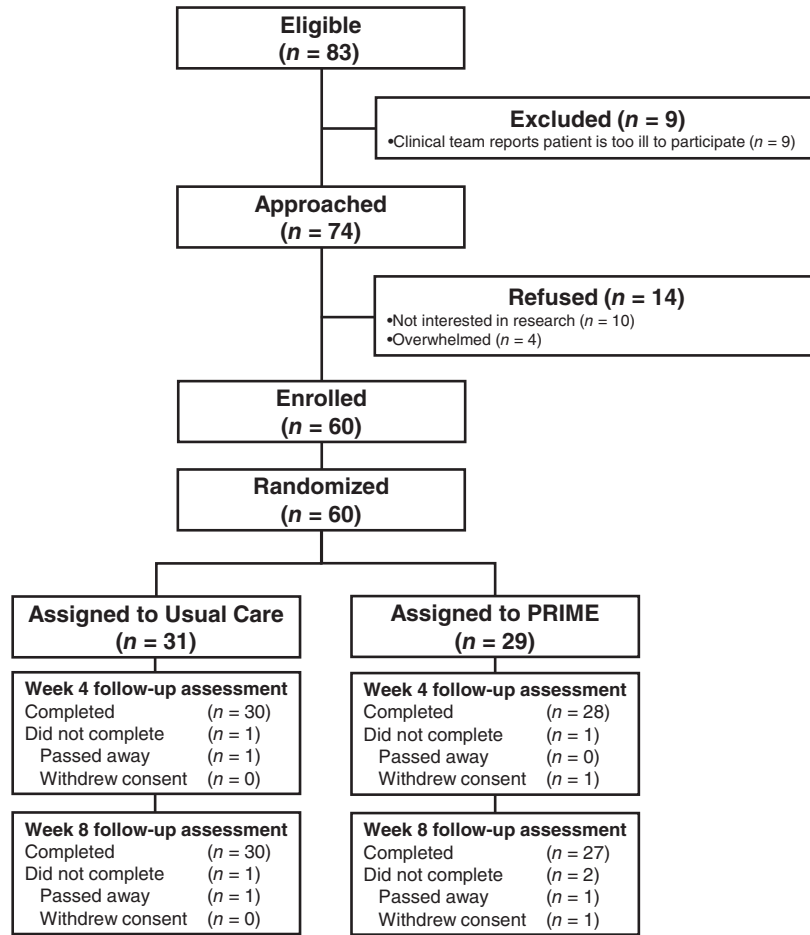 Eligible
(n = 83)
Excluded (n = 9)
•Clinical team reports patient is too ill to participate (n = 9)
Approached
(n = 74)
Refused (n = 14)
•Not interested in research (n = 10)
•Overwhelmed (n = 4)
Enrolled
(n = 60)
Randomized
(n = 60)
Assigned to Usual Care
(n = 31)
Week 4 follow-up assessment
Completed (n = 30)
Did not complete (n = 1)
Passed away (n = 1)
Withdrew consent (n = 0)
Week 8 follow-up assessment
Completed (n = 30)
Did not complete (n = 1)
Passed away (n = 1)
Withdrew consent (n = 0)
Assigned to PRIME
(n = 29)
Week 4 follow-up assessment
Completed (n = 28)
Did not complete (n = 1)
Passed away (n = 0)
Withdrew consent (n = 1)
Week 8 follow-up assessment
Completed (n = 27)
Did not complete (n = 2)
Passed away (n = 1)
Withdrew consent (n = 1)